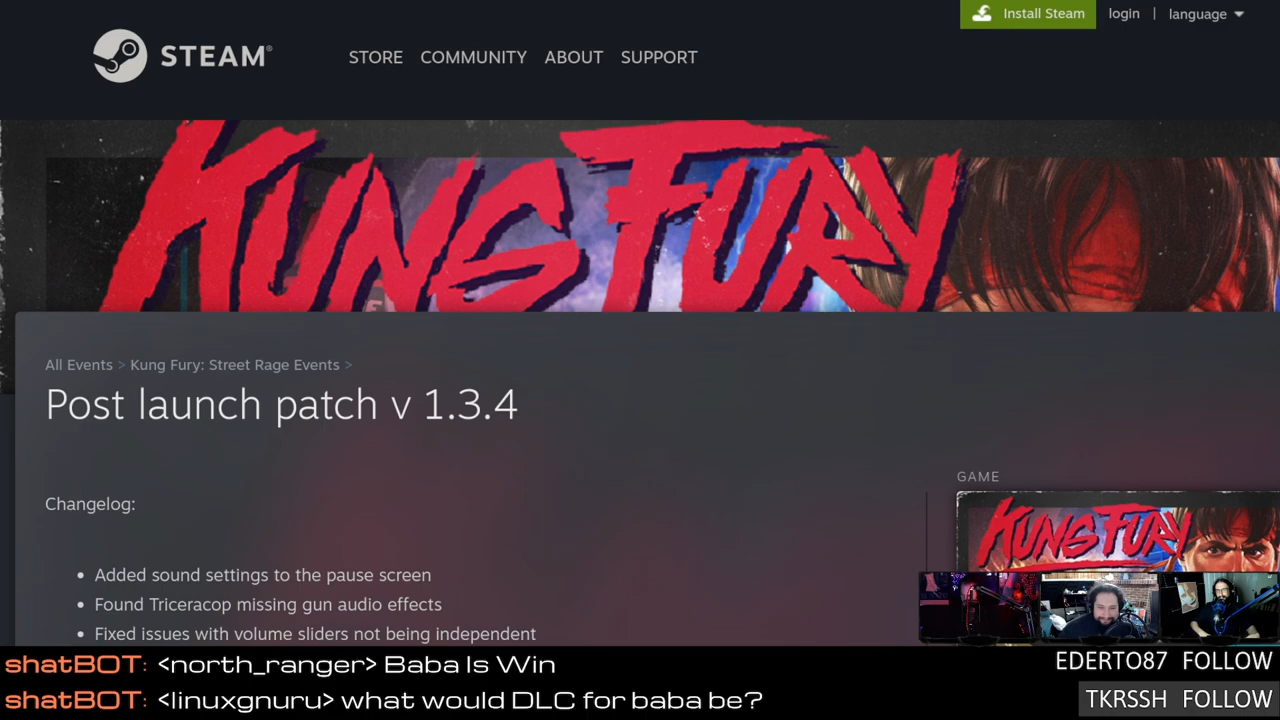 Install Steam
login | language
STEAM®
STORE COMMUNITY ABOUT SUPPORT
KUNG FURY
All Events > Kung Fury: Street Rage Events >
Post launch patch v 1.3.4
GAME
Changelog:
KUNG FURY
• Added sound settings to the pause screen
• Found Triceracop missing gun audio effects
• Fixed issues with volume sliders not being independent
shatBOT: <north_ranger> Baba Is Win
EDERTO87 FOLLOW
shatBOT: <linuxgnuru> what would DLC for baba be?
TKRSSH FOLLOW